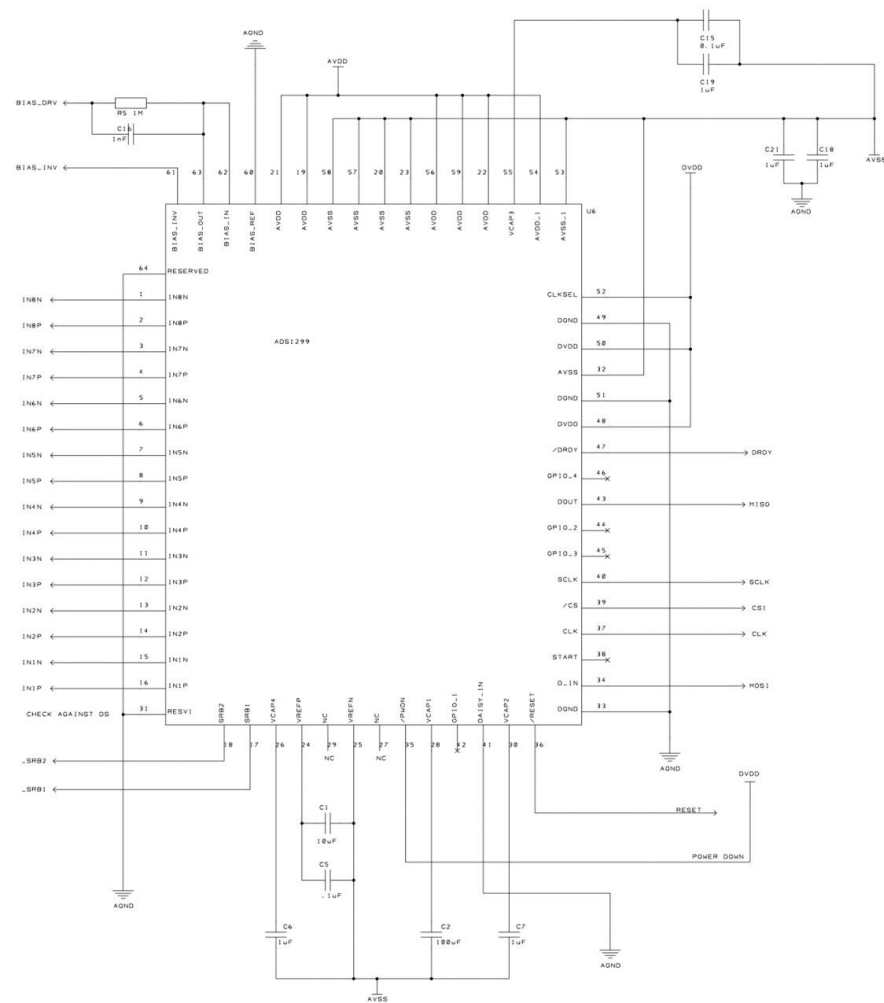 AGND
C15
0.1uF
AVDD
C19
1uF
BIAS_DRV
R5 1M
C16
1nF
BIAS_INV
C21
1uF
C18
1uF
AVSS
DVDD
AGND
61 63 62 60 21 19 58 57 20 23 56 59 22 55 54 53
U6
BIAS_INV BIAS_OUT BIAS_IN BIAS_REF AVDD AVDD AVSS AVSS AVSS AVSS AVDD AVDD AVDD VCAP3 AVDD_1 AVSS_1
64 RESERVED
IN8N 1 IN8N
CLKSEL 52
IN8P 2 IN8P
DGND 49
IN7N 3 IN7N
ADS1299
DVDD 50
IN7P 4 IN7P
AVSS 32
IN6N 5 IN6N
DGND 51
IN6P 6 IN6P
DVDD 48
IN5N 7 IN5N
/DRDY 47 DRDY
IN5P 8 IN5P
GPIO_4 46
IN4N 9 IN4N
DOUT 43 MISO
IN4P 10 IN4P
GPIO_2 44
IN3N 11 IN3N
GPIO_3 45
IN3P 12 IN3P
SCLK 40 SCLK
IN2N 13 IN2N
/CS 39 CS1
IN2P 14 IN2P
CLK 37 CLK
IN1N 15 IN1N
START 38
IN1P 16 IN1P
D_IN 34 MOSI
CHECK AGAINST DS 31 RESV1
DGND 33
SRB2 SRB1 VCAP4 VREFP NC VREFN NC /PWDN VCAP1 GPIO_1 DAISY_IN VCAP2 /RESET
18 17 26 24 29 25 27 35 28 42 41 30 36
NC NC
_SRB2
AGND
DVDD
_SRB1
C1
10uF
RESET
POWER DOWN
C5
.1uF
AGND
C6
1uF
C2
100uF
C7
1uF
AGND
AVSS